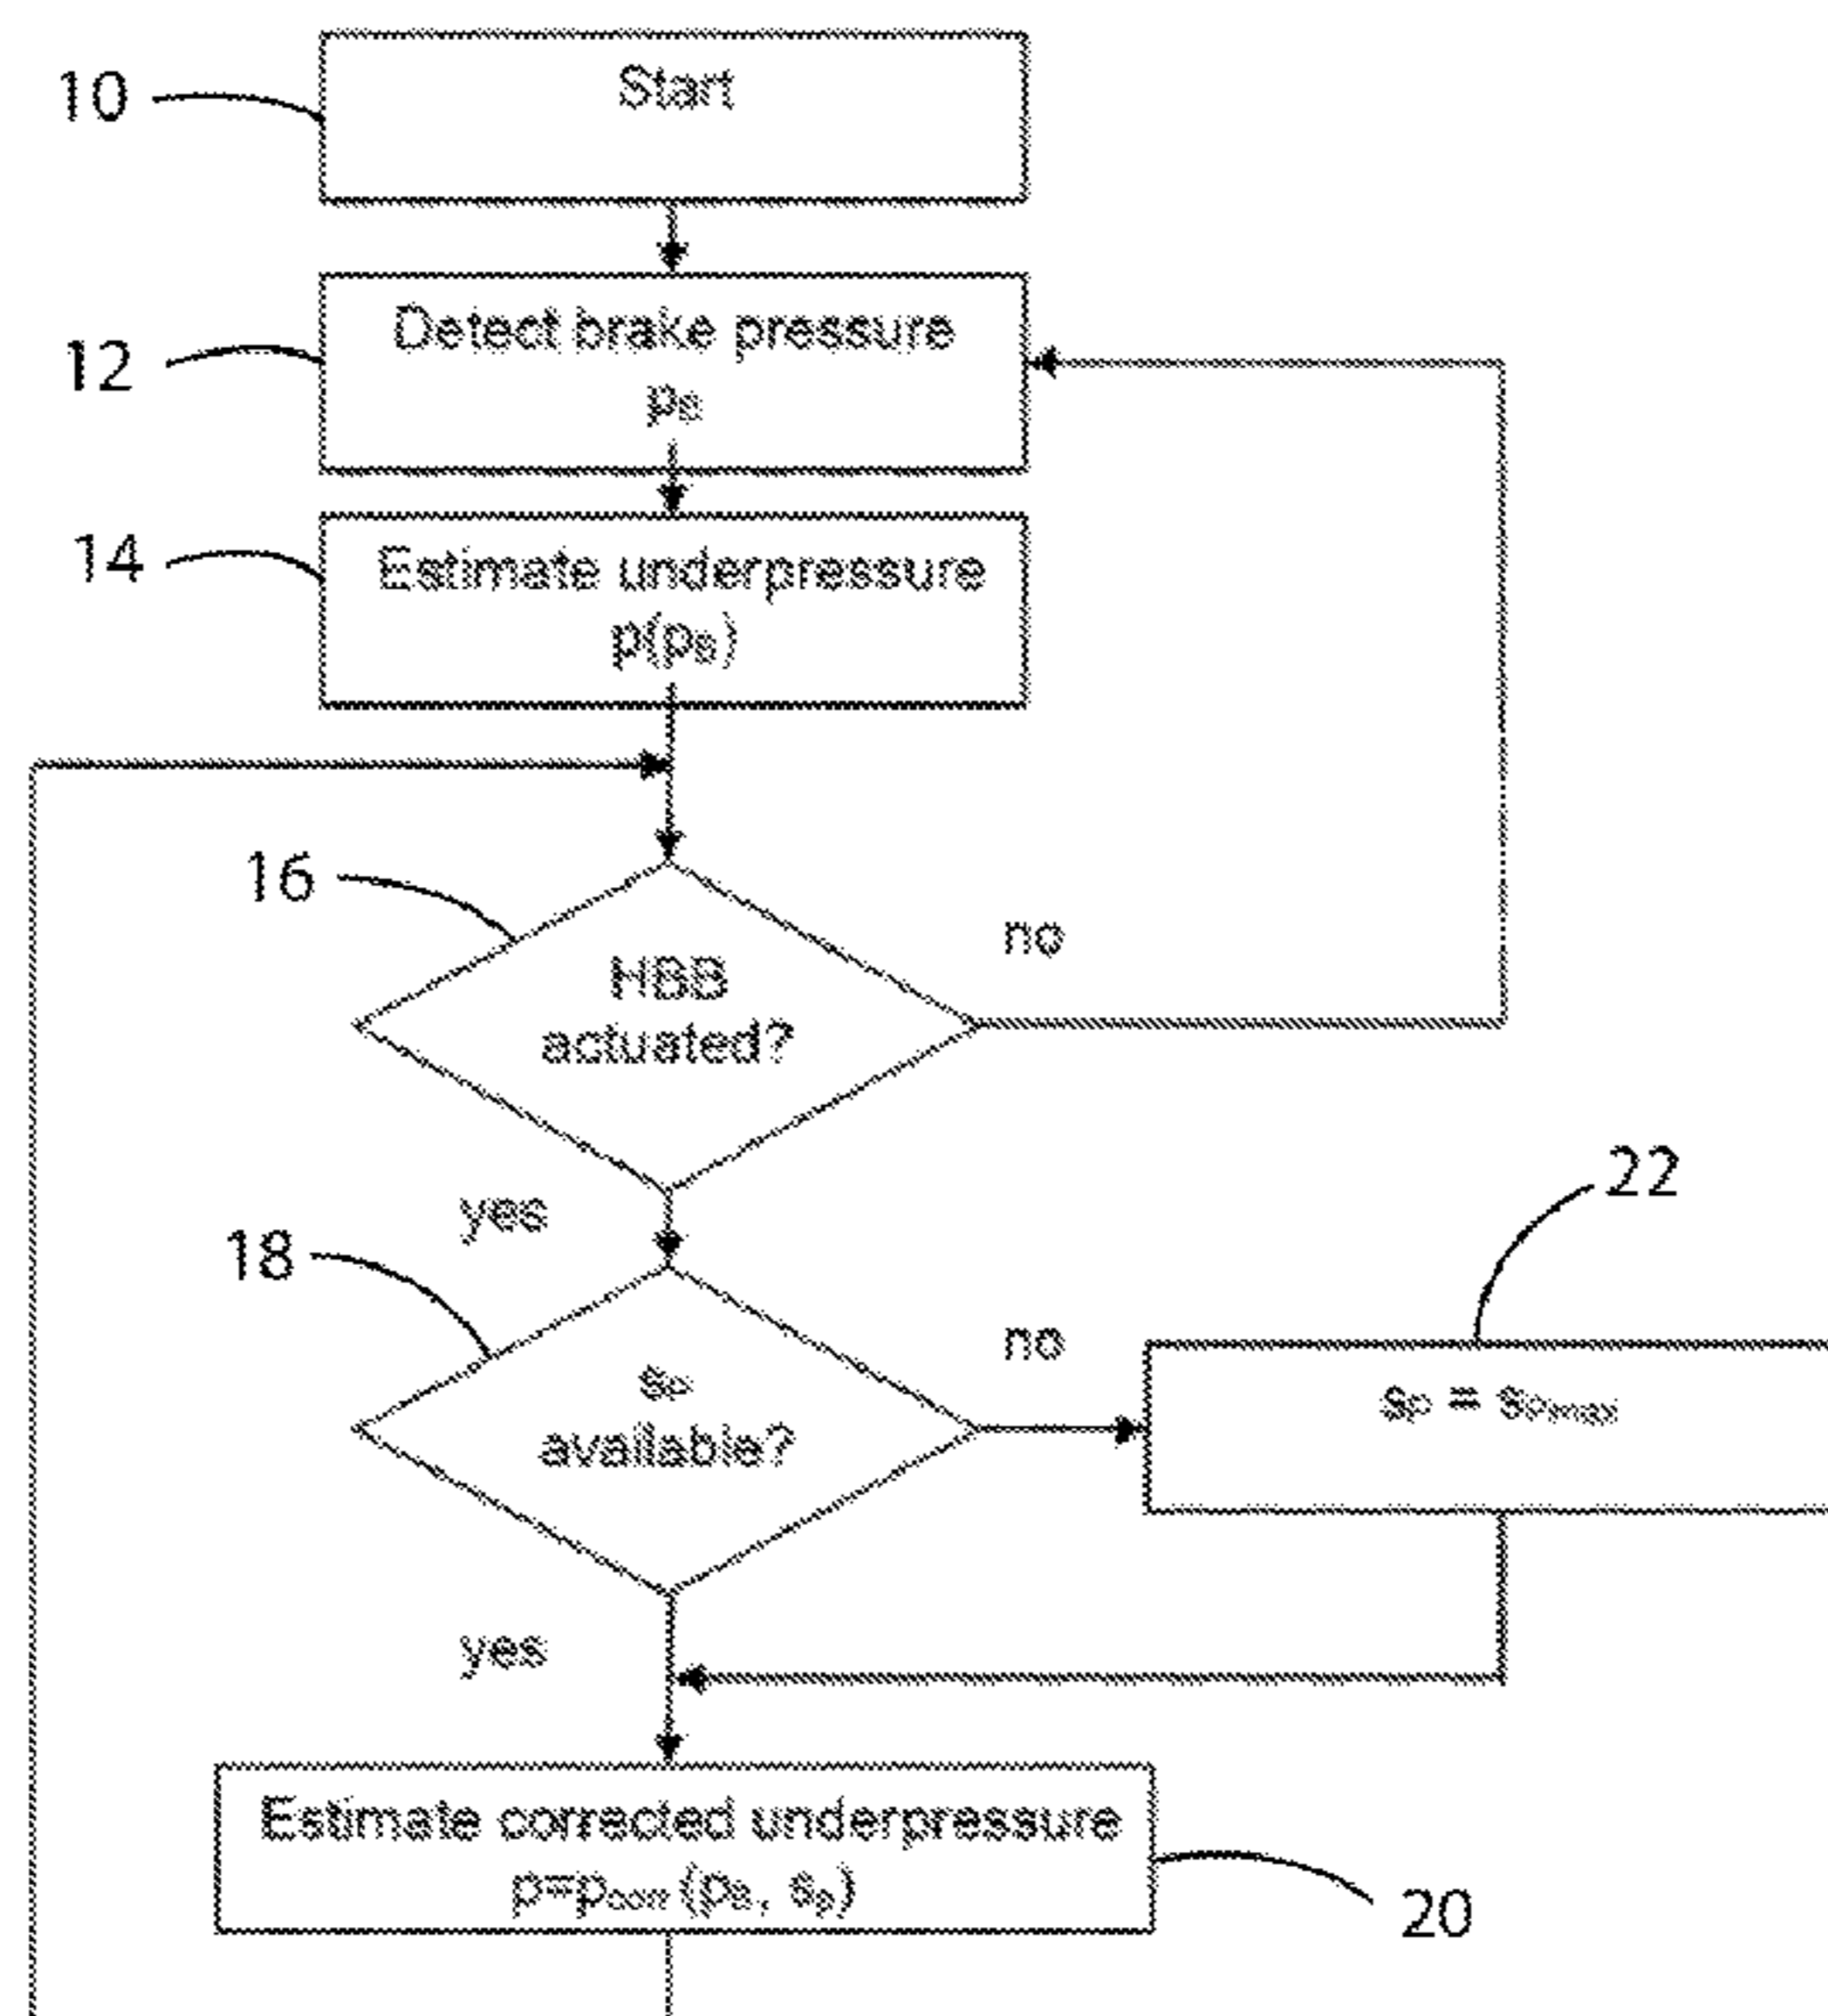 10
Start
12
Detect brake pressure
pB
14
Estimate underpressure
p(pB)
16
HBB
actuated?
no
yes
18
sP
available?
no
22
sP = sPmax
yes
Estimate corrected underpressure
p=pcorr (pB, sp)
20